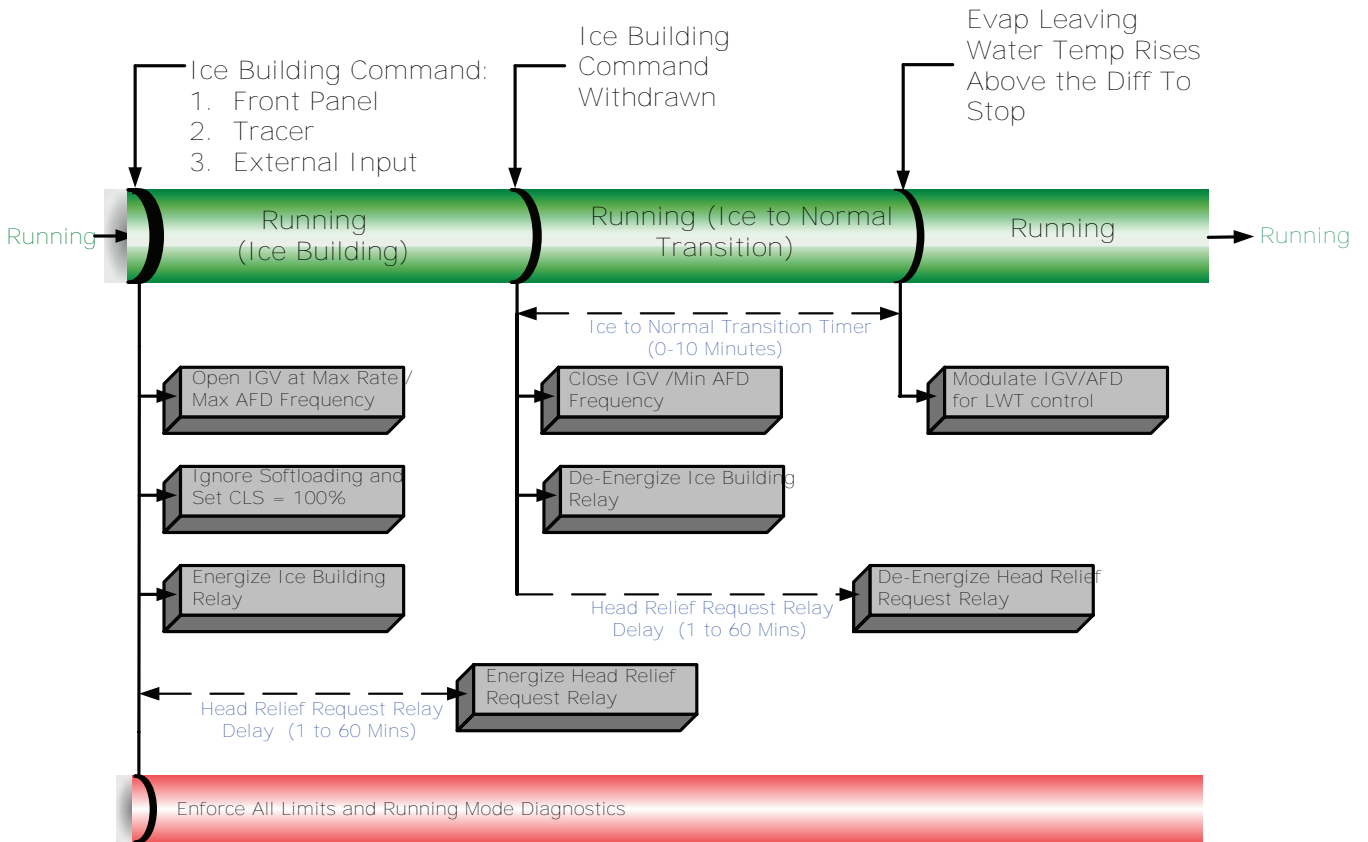 Ice Building Command:
1. Front Panel
2. Tracer
3. External Input
Ice Building
Command
Withdrawn
Evap Leaving
Water Temp Rises
Above the Diff To
Stop
Running
Running
(Ice Building)
Running (Ice to Normal
Transition)
Running
Running
Ice to Normal Transition Timer
(0-10 Minutes)
Open IGV at Max Rate /
Max AFD Frequency
Close IGV /Min AFD
Frequency
Modulate IGV/AFD
for LWT control
Ignore Softloading and
Set CLS = 100%
De-Energize Ice Building
Relay
Energize Ice Building
Relay
Head Relief Request Relay
Delay (1 to 60 Mins)
De-Energize Head Relief
Request Relay
Head Relief Request Relay
Delay (1 to 60 Mins)
Energize Head Relief
Request Relay
Enforce All Limits and Running Mode Diagnostics